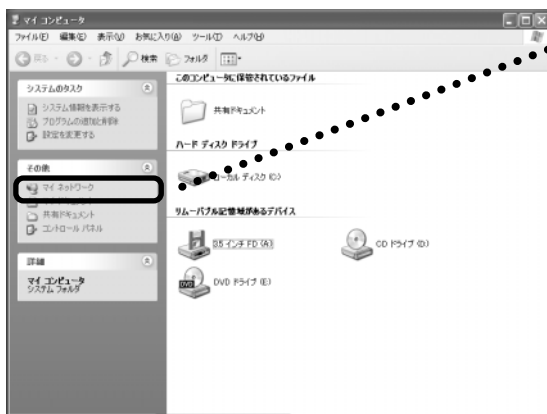 マイ コンピュータ
ファイル(F) 編集(E) 表示(V) お気に入り(A) ツール(T) ヘルプ(H)
戻る 検索 フォルダ
システムのタスク
システム情報を表示する
プログラムの追加と削除
設定を変更する
その他
マイ ネットワーク
共有ドキュメント
コントロール パネル
詳細
マイ コンピュータ
システム フォルダ
このコンピュータに保管されているファイル
共有ドキュメント
ハード ディスク ドライブ
ローカル ディスク (C:)
リムーバブル記憶域があるデバイス
3.5 インチ FD (A:)
CD ドライブ (D:)
DVD ドライブ (E:)